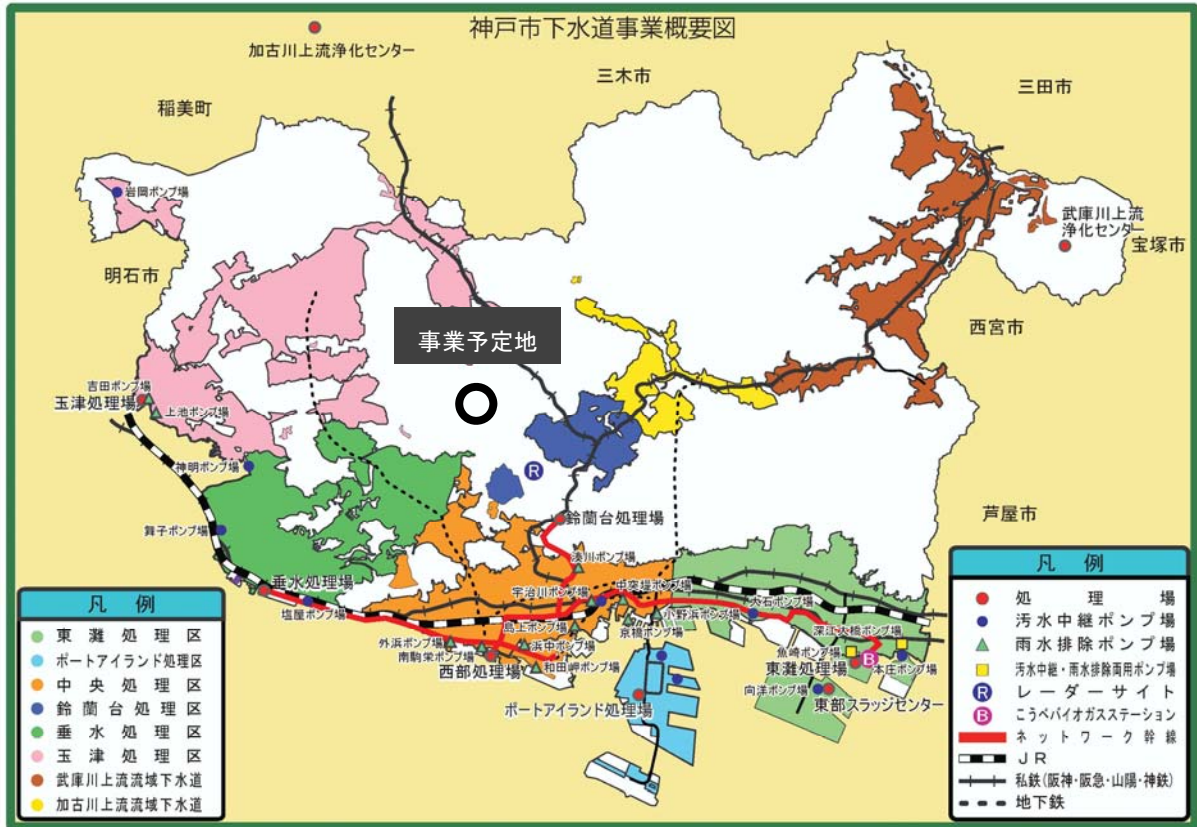 神戸市下水道事業概要図
加古川上流浄化センター
三木市
三田市
稲美町
岩岡ポンプ場
武庫川上流
浄化センター
宝塚市
明石市
西宮市
事業予定地
吉田ポンプ場
玉津処理場
上池ポンプ場
神明ポンプ場
R
鈴蘭台処理場
芦屋市
舞子ポンプ場
湊川ポンプ場
垂水処理場
宇治川ポンプ場
中突堤ポンプ場
塩屋ポンプ場
小野浜ポンプ場
大石ポンプ場
島上ポンプ場
京橋ポンプ場
深江大橋ポンプ場
外浜ポンプ場
浜中ポンプ場
魚崎ポンプ場
南駒栄ポンプ場
和田岬ポンプ場
西部処理場
東灘処理場
B
本庄ポンプ場
向洋ポンプ場
東部スラッジセンター
ポートアイランド処理場
凡例
東灘処理区
ポートアイランド処理区
中央処理区
鈴蘭台処理区
垂水処理区
玉津処理区
武庫川上流流域下水道
加古川上流流域下水道
凡例
処理場
汚水中継ポンプ場
雨水排除ポンプ場
汚水中継・雨水排除両用ポンプ場
R レーダーサイト
B こうべバイオガスステーション
ネットワーク幹線
JR
私鉄(阪神・阪急・山陽・神鉄)
地下鉄